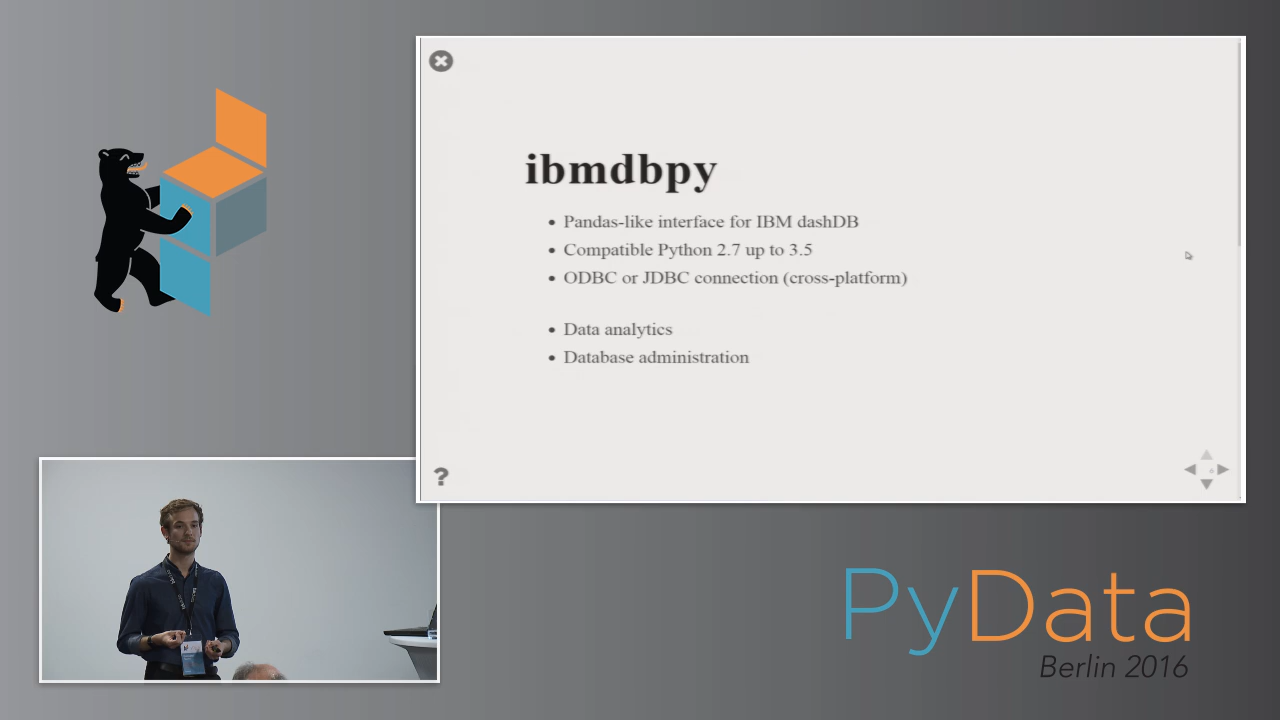 ibmdbpy
Pandas-like interface for IBM dashDB
Compatible Python 2.7 up to 3.5
ODBC or JDBC connection (cross-platform)
Data analytics
Database administration
?
PyData
Berlin 2016